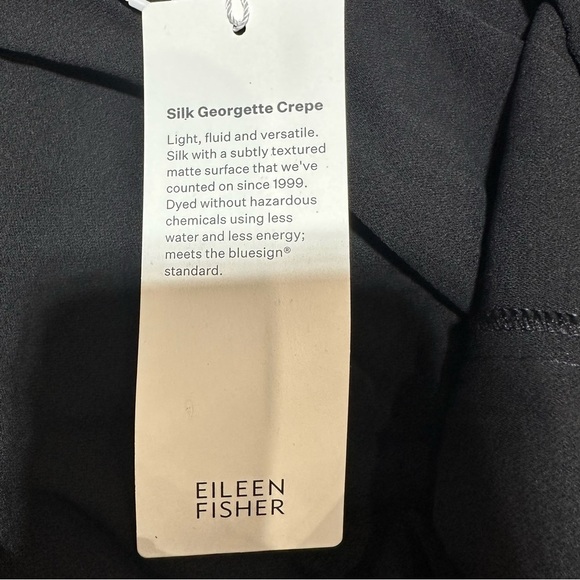 Silk Georgette Crepe
Light, fluid and versatile.
Silk with a subtly textured
matte surface that we've
counted on since 1999.
Dyed without hazardous
chemicals using less
water and less energy;
meets the bluesign®
standard.
EILEEN
FISHER